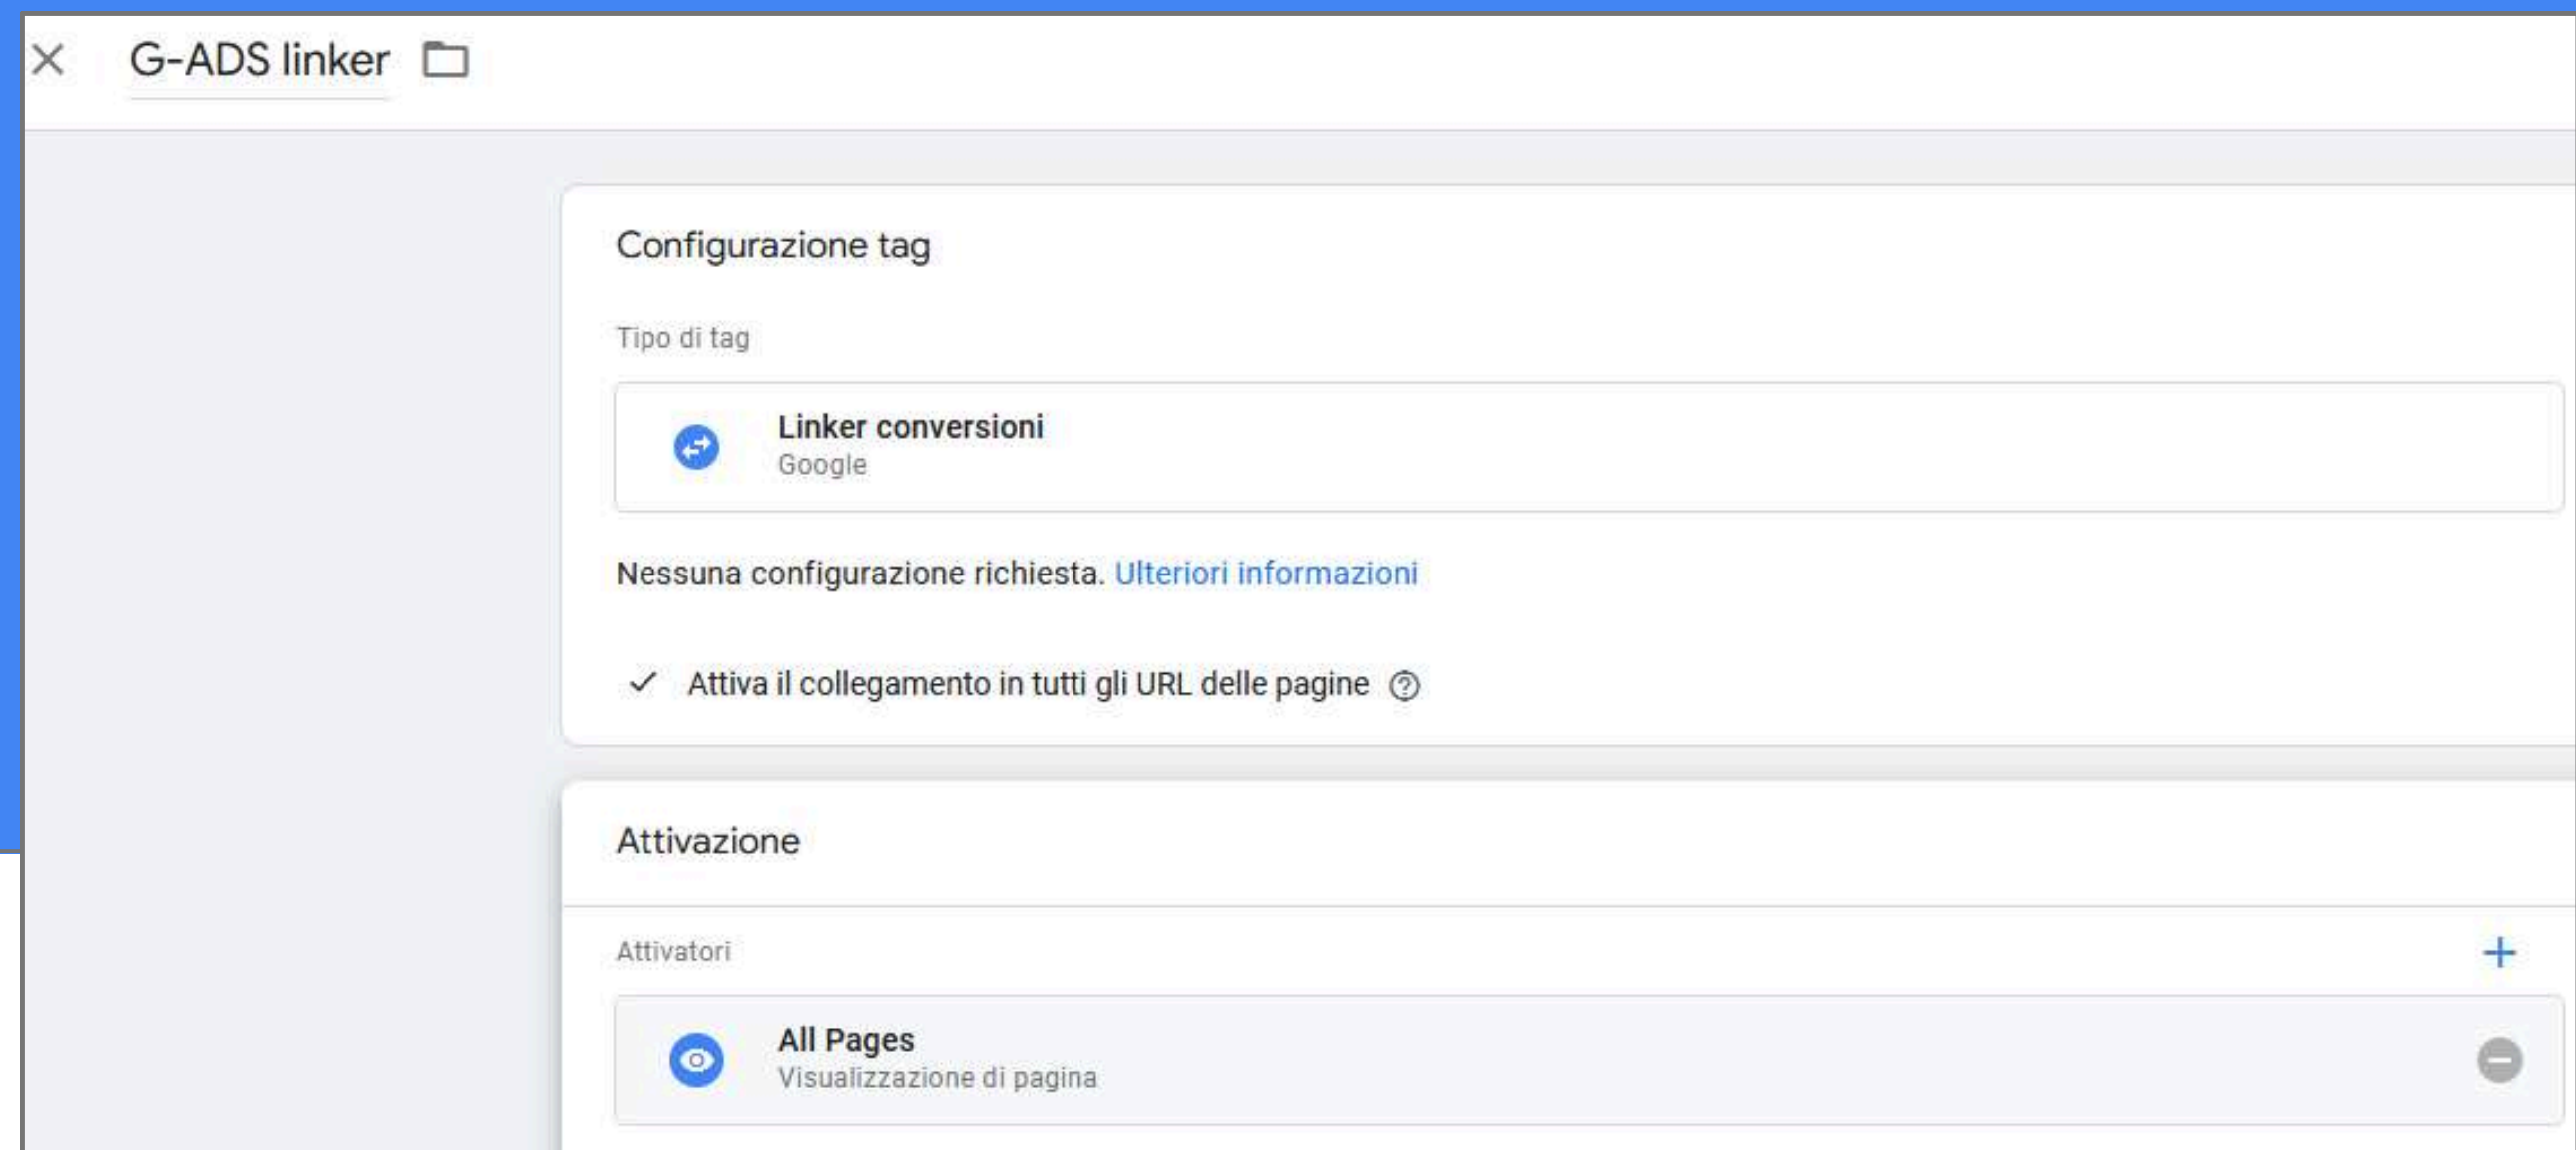 G-ADS linker
Configurazione tag
Tipo di tag
Linker conversioni
Google
Nessuna configurazione richiesta. Ulteriori informazioni
Attiva il collegamento in tutti gli URL delle pagine
Attivazione
Attivatori
All Pages
Visualizzazione di pagina